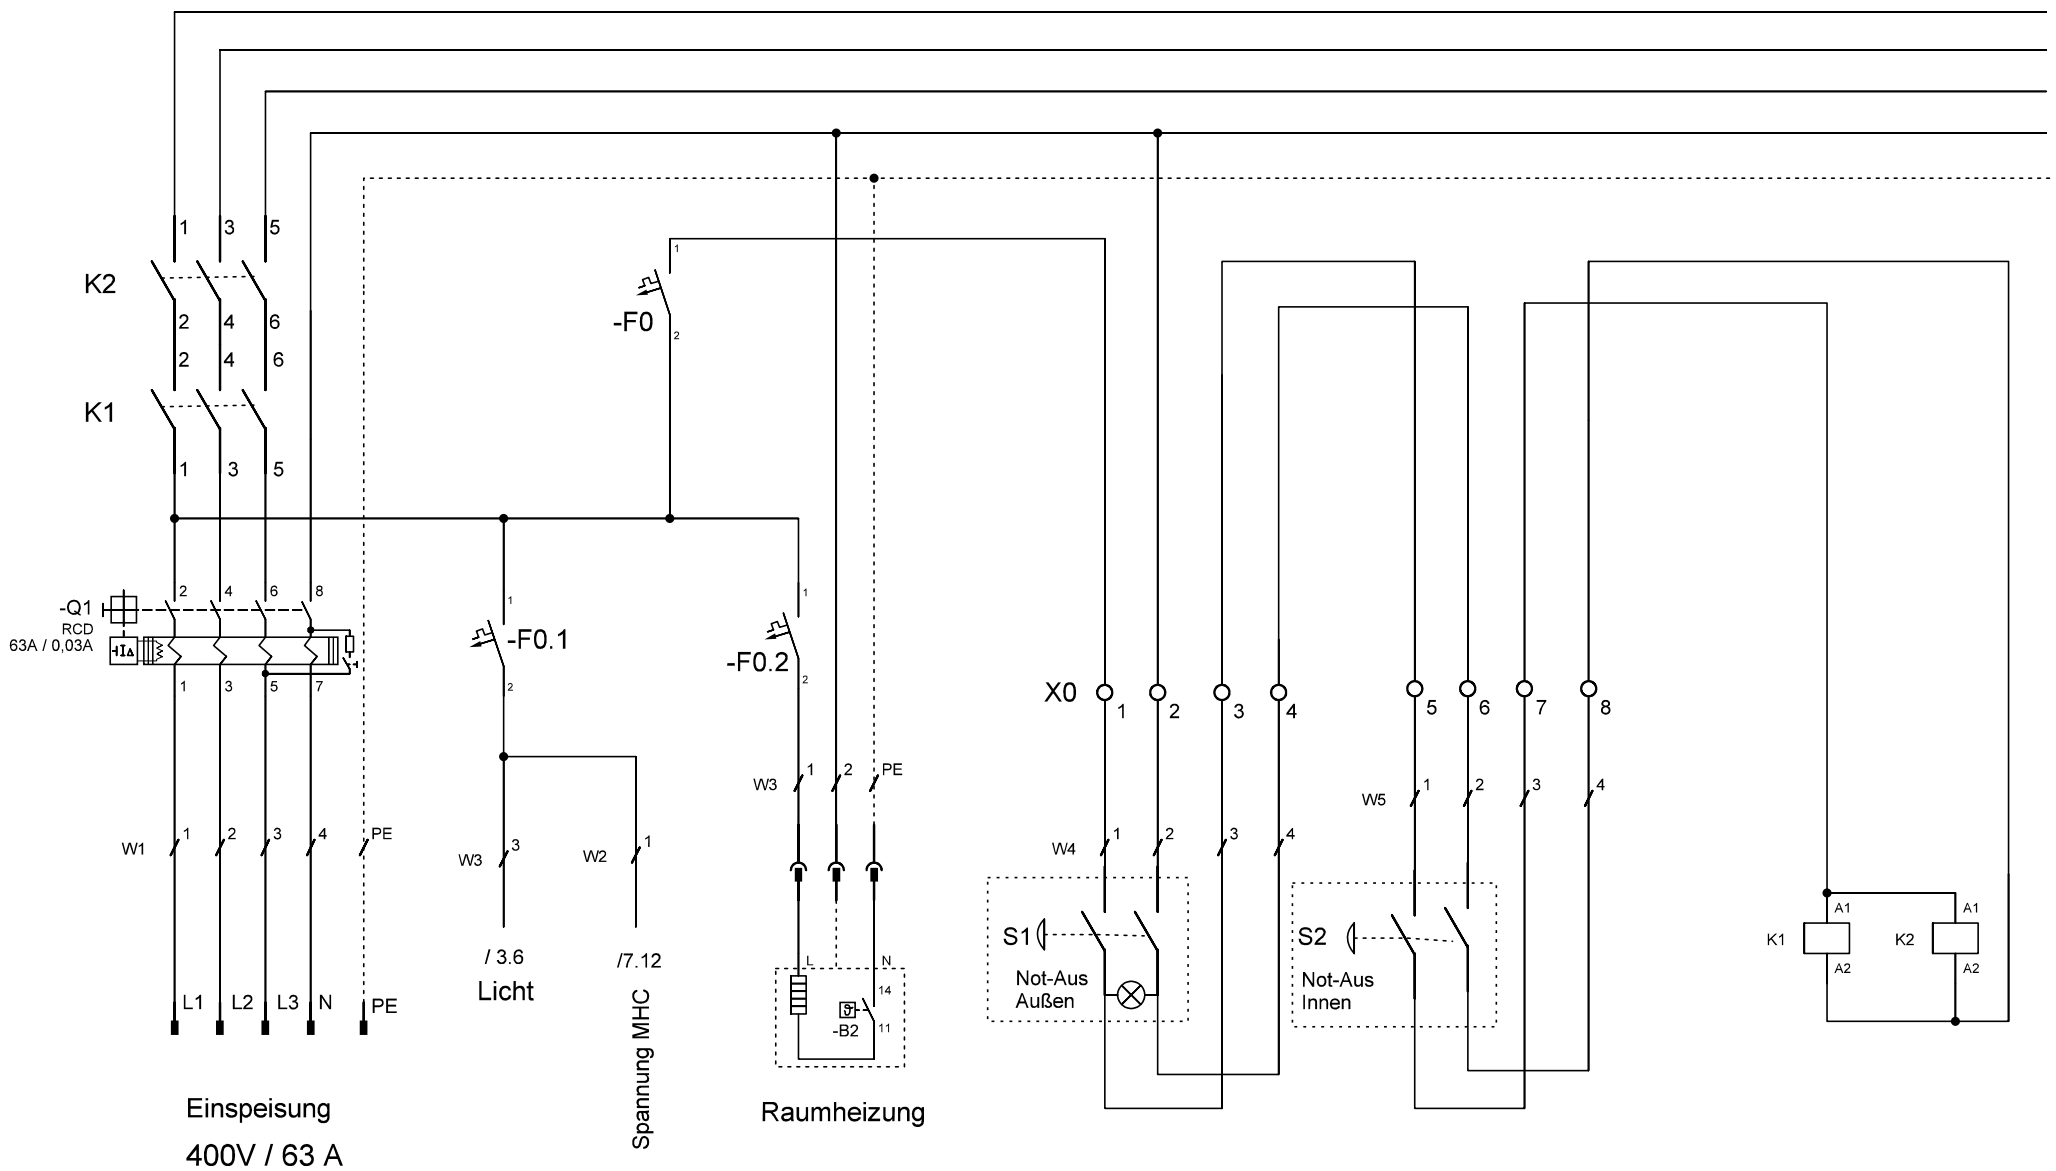 1 3 5
K2
2 4 6
2 4 6
K1
1 3 5
1
-F0
2
-Q1
RCD
63A / 0,03A
2 4 6 8
1 3 5 7
1
-F0.1
2
1
-F0.2
2
X0
1 2 3 4 5 6 7 8
W1
1 2 3 4 PE
W3
3
W2
1
W3
1 2 PE
W4
1 2 3 4
W5
1 2 3 4
L1 L2 L3 N PE
/ 3.6
Licht
/7.12
Spannung MHC
L N
14
-B2
11
S1
Not-Aus
Außen
S2
Not-Aus
Innen
A1
K1
A2
A1
K2
A2
Einspeisung
400V / 63 A
Raumheizung